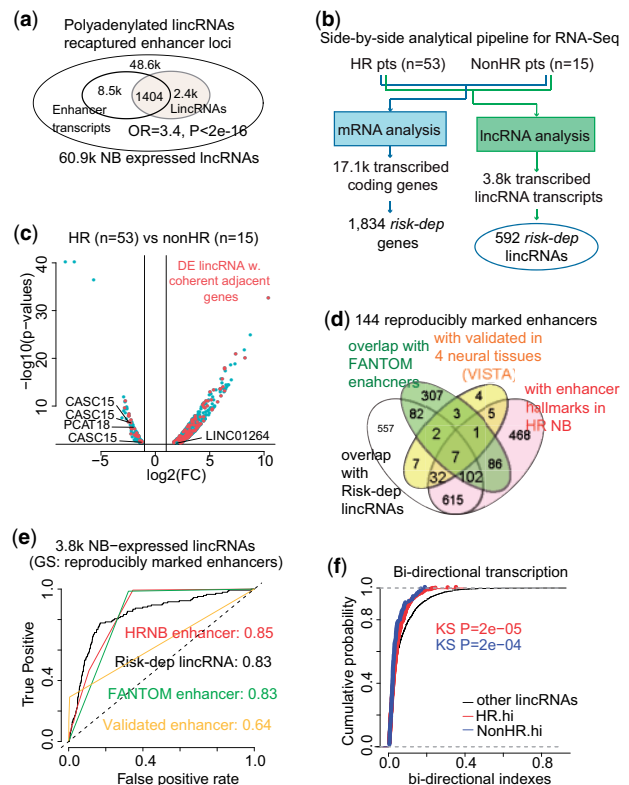 (a)
Polyadenylated lincRNAs
recaptured enhancer loci
48.6k
8.5k
1404
2.4k
LincRNAs
Enhancer
transcripts
OR=3.4, P<2e-16
60.9k NB expressed lncRNAs
(b)
Side-by-side analytical pipeline for RNA-Seq
HR pts (n=53) NonHR pts (n=15)
mRNA analysis
lncRNA analysis
17.1k transcribed
coding genes
3.8k transcribed
lincRNA transcripts
1,834 risk-dep
genes
592 risk-dep
lincRNAs
(c)
HR (n=53) vs nonHR (n=15)
DE lincRNA w.
coherent adjacent
genes
−log10(p−values)
40
30
20
10
CASC15
CASC15
PCAT18
CASC15
LINC01264
−5 0 5 10
log2(FC)
(d)
144 reproducibly marked enhancers
overlap with
FANTOM
enahcners
with validated in
4 neural tissues
(VISTA)
with enhancer
hallmarks in
HR NB
overlap
with
Risk-dep
lincRNAs
307
4
82
3
5
557
2
1
468
7
7
86
32
102
615
(e)
3.8k NB−expressed lincRNAs
(GS: reproducibly marked enhancers)
True Positive
1.0
0.4
0.0
HRNB enhancer: 0.85
Risk−dep lincRNA: 0.83
FANTOM enhancer: 0.83
Validated enhancer: 0.64
0.0 0.4 1.0
False positive rate
(f)
Bi−directional transcription
Cumulative probability
1.0
0.8
0.4
0.0
KS P=2e−05
KS P=2e−04
other lincRNAs
HR.hi
NonHR.hi
0.0 0.4 0.8
bi−directional indexes